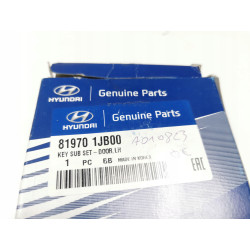 HYUNDAI
Genuine Parts
HYUNDAI
Genuine Parts
81970 1JB00
KEY SUB SET-DOOR,LH
1 PC 6B MADE IN KOREA
EAC